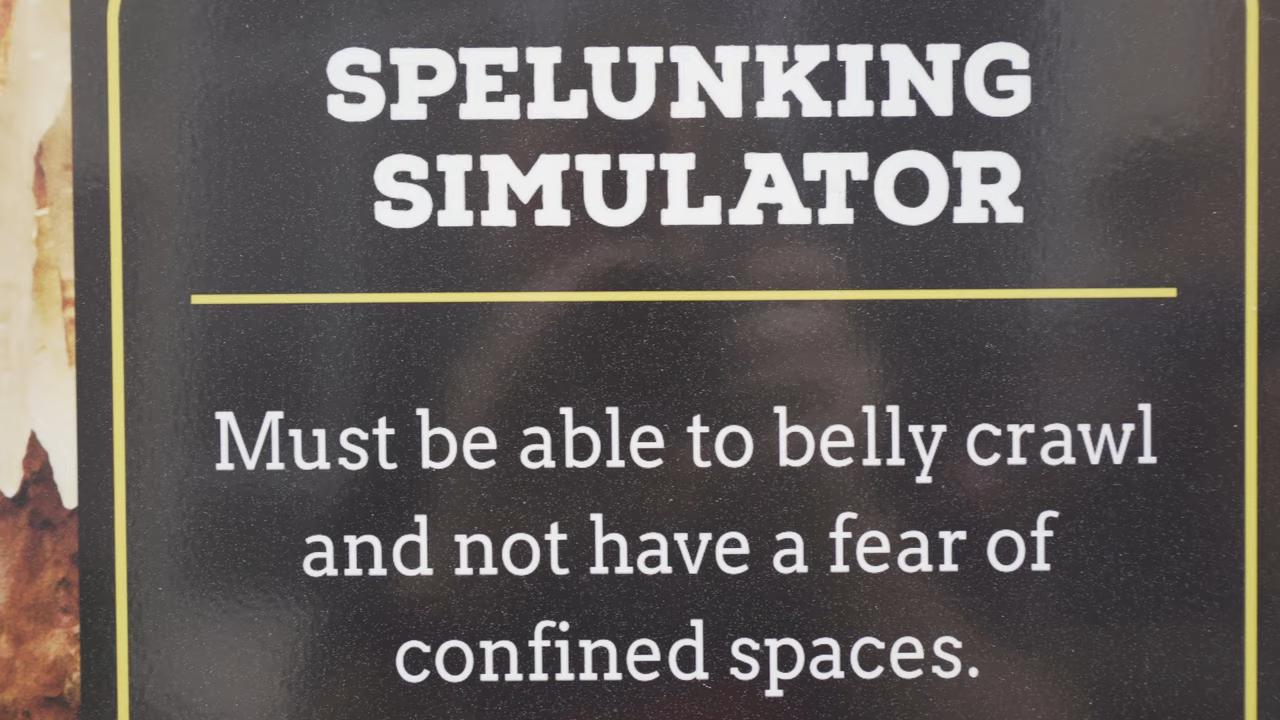 SPELUNKING
SIMULATOR
Must be able to belly crawl
and not have a fear of
confined spaces.